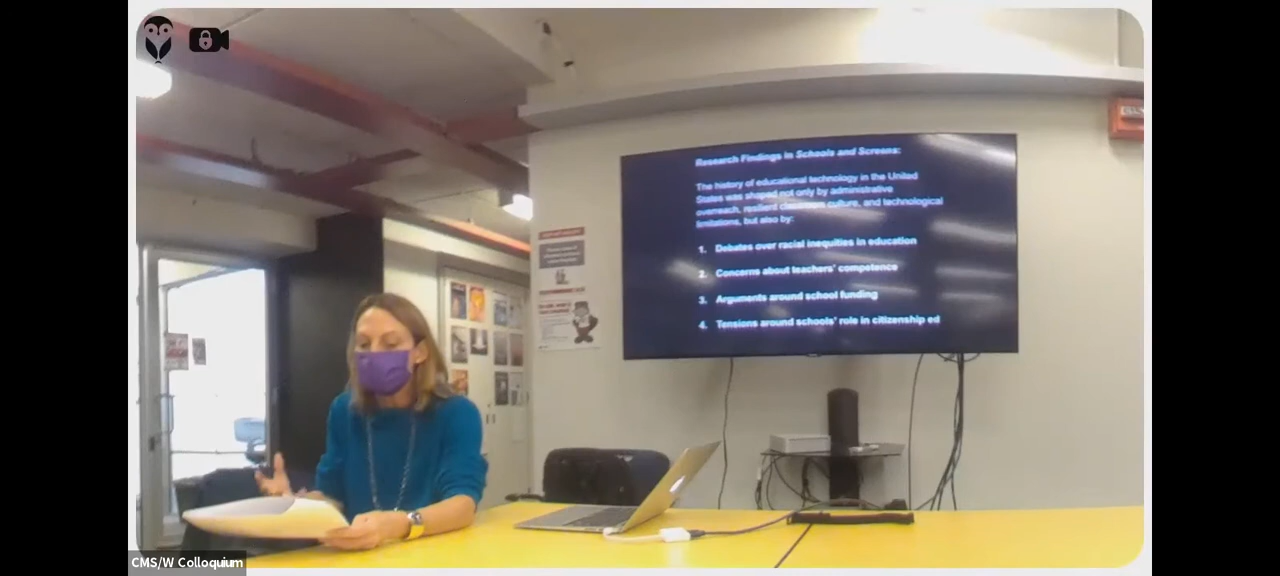 Research Findings in Schools and Screens:
The history of educational technology in the United
States was shaped not only by administrative
overreach, resilient classroom culture, and technological
limitations, but also by:
1. Debates over racial inequities in education
2. Concerns about teachers' competence
3. Arguments around school funding
4. Tensions around schools' role in citizenship ed
CMS/W Colloquium